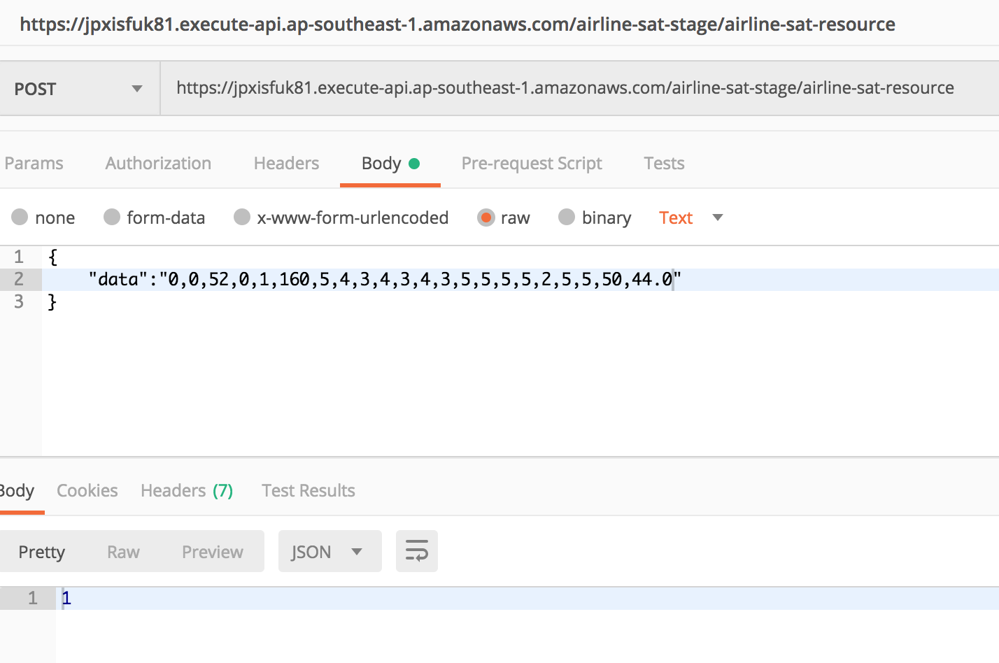 https://jpxisfuk81.execute-api.ap-southeast-1.amazonaws.com/airline-sat-stage/airline-sat-resource
POST https://jpxisfuk81.execute-api.ap-southeast-1.amazonaws.com/airline-sat-stage/airline-sat-resource
Params Authorization Headers Body Pre-request Script Tests
none form-data x-www-form-urlencoded raw binary Text
1 {
2 "data":"0,0,52,0,1,160,5,4,3,4,3,4,3,5,5,5,5,2,5,5,50,44.0"
3 }
Body Cookies Headers (7) Test Results
Pretty Raw Preview JSON
1 1